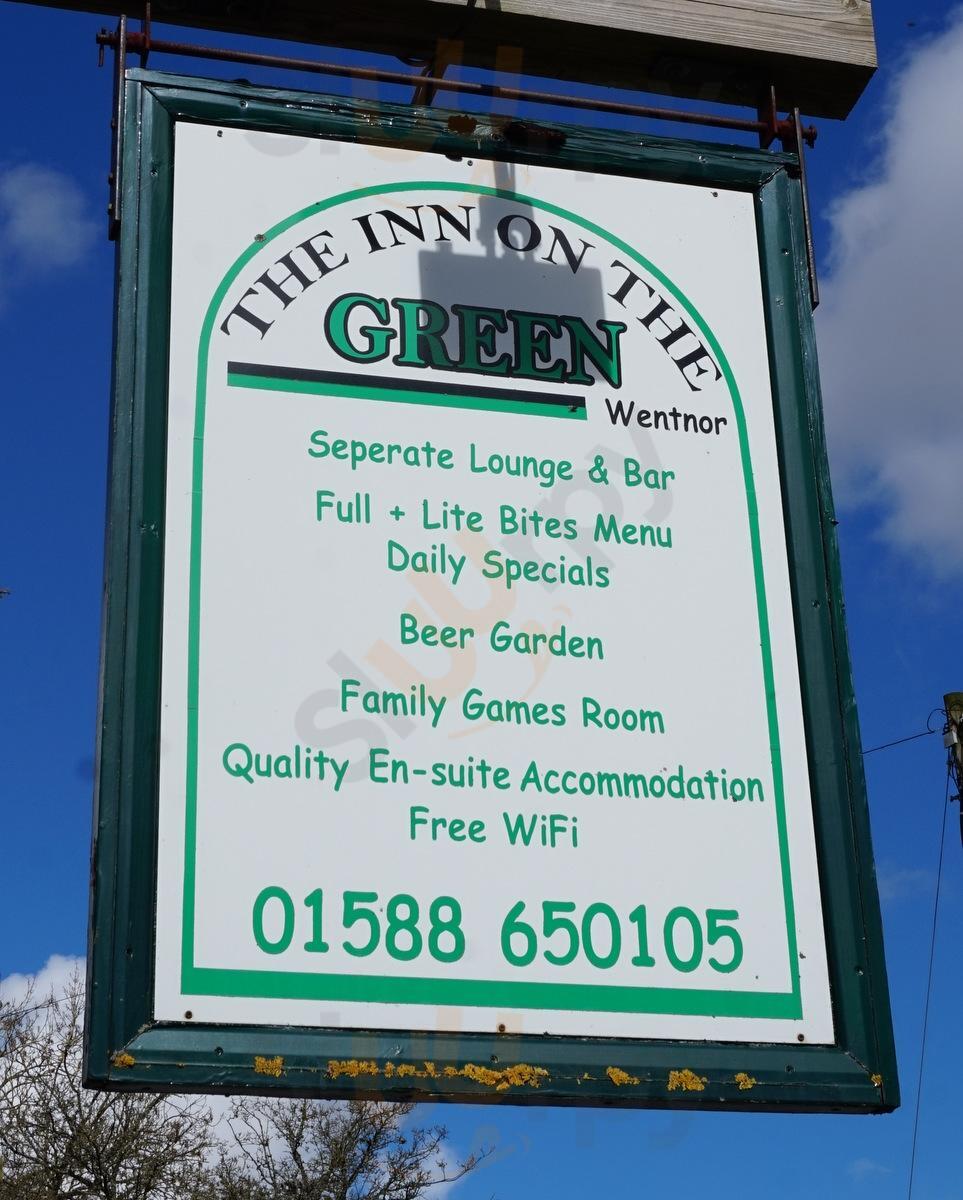 THE INN ON THE
GREEN
Wentnor
Seperate Lounge & Bar
Full + Lite Bites Menu
Daily Specials
Beer Garden
Family Games Room
Quality En-suite Accommodation
Free WiFi
01588 650105
sluurpy